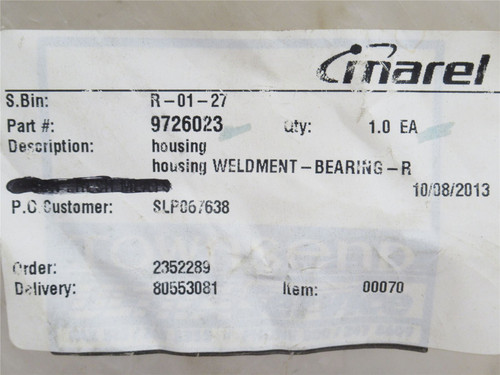 marel
S.Bin: R-01-27
Part #: 9726023 Qty: 1.0 EA
Description: housing
housing WELDMENT-BEARING-R
10/08/2013
P.O.Customer: SLP067638
Order: 2352289
Delivery: 80553081 Item: 00070